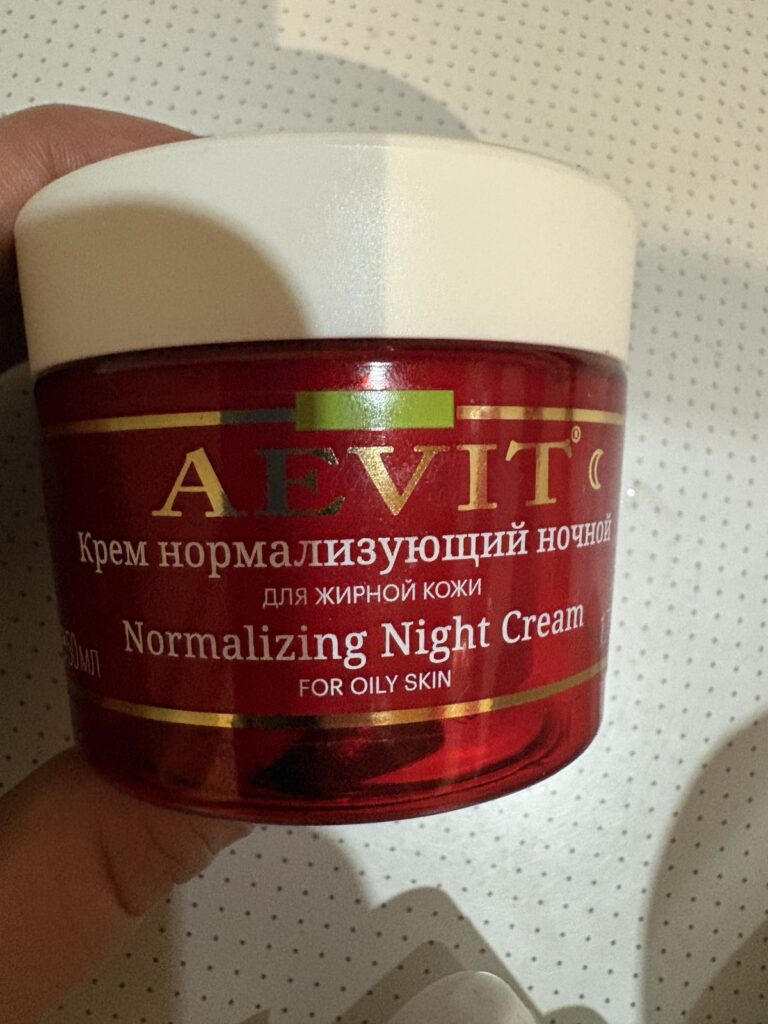 AEVIT®
Крем нормализующий ночной
для жирной кожи
Normalizing Night Cream
FOR OILY SKIN